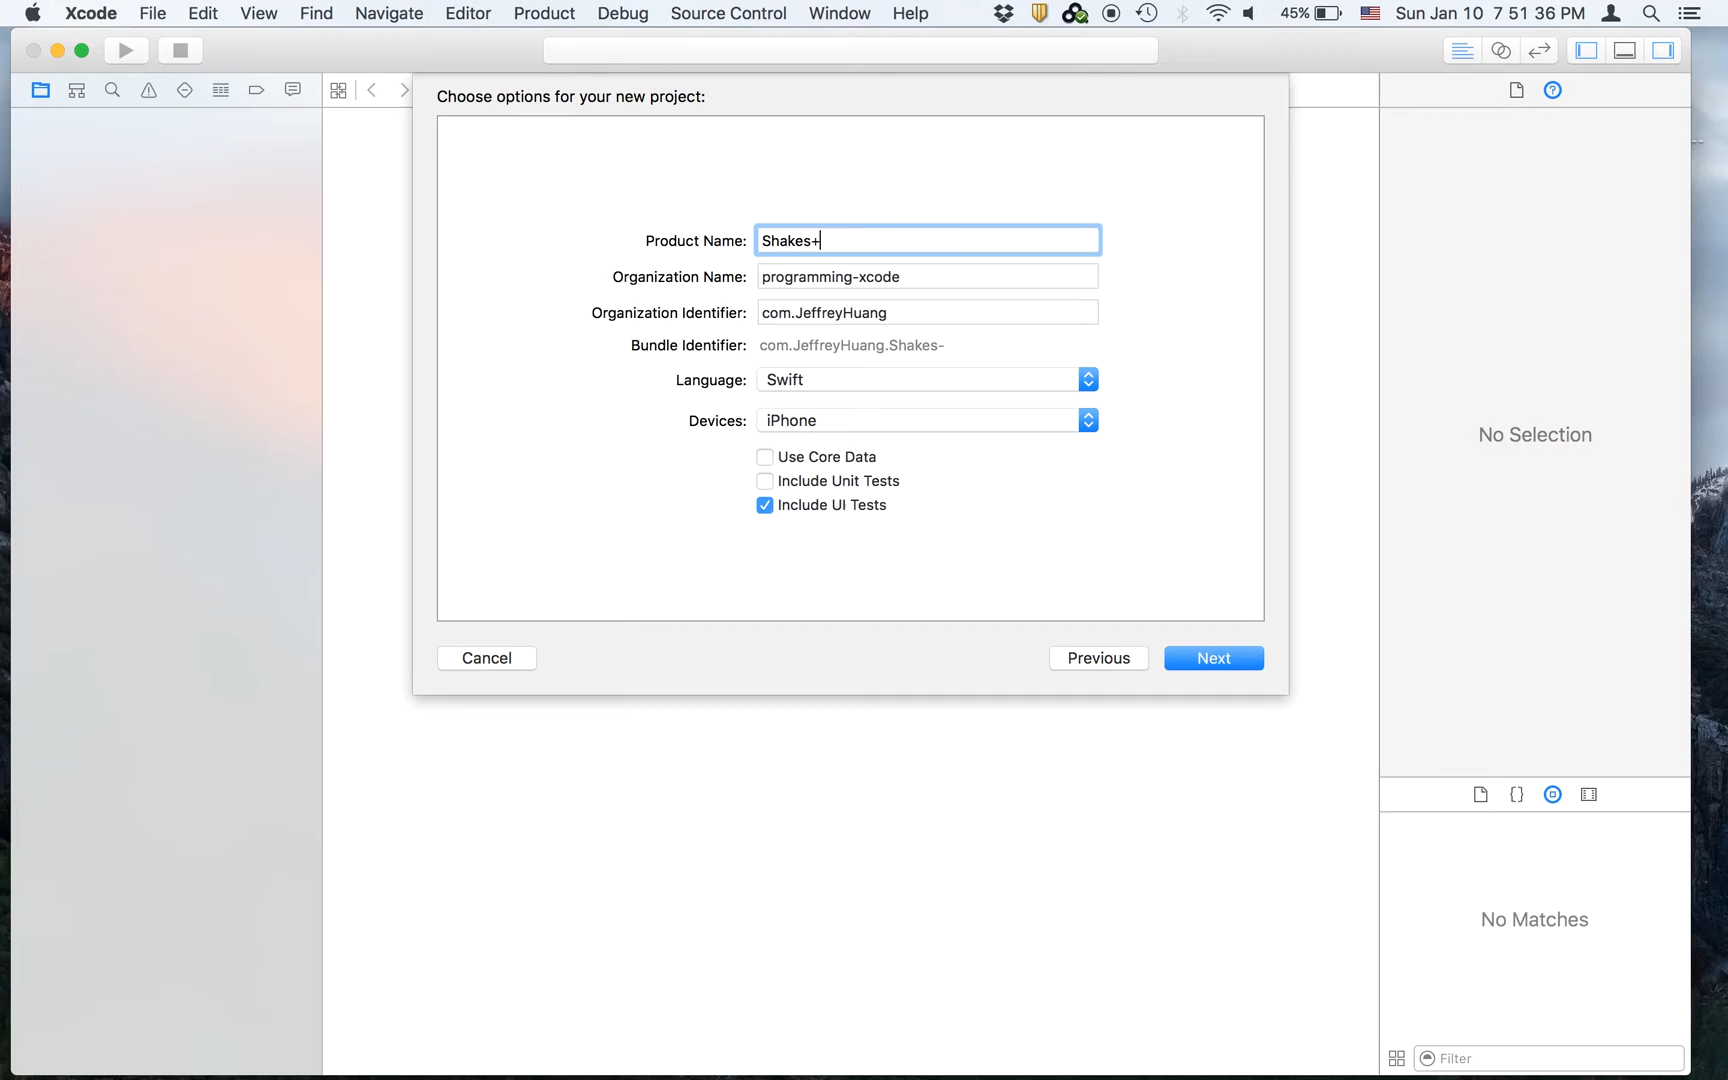 Xcode File Edit View Find Navigate Editor Product Debug Source Control Window Help 45% Sun Jan 10 7 51 36 PM
Choose options for your new project:
Product Name: Shakes+
Organization Name: programming-xcode
Organization Identifier: com.JeffreyHuang
Bundle Identifier: com.JeffreyHuang.Shakes-
Language: Swift
Devices: iPhone
Use Core Data
Include Unit Tests
Include UI Tests
Cancel Previous Next
No Selection
No Matches
Filter